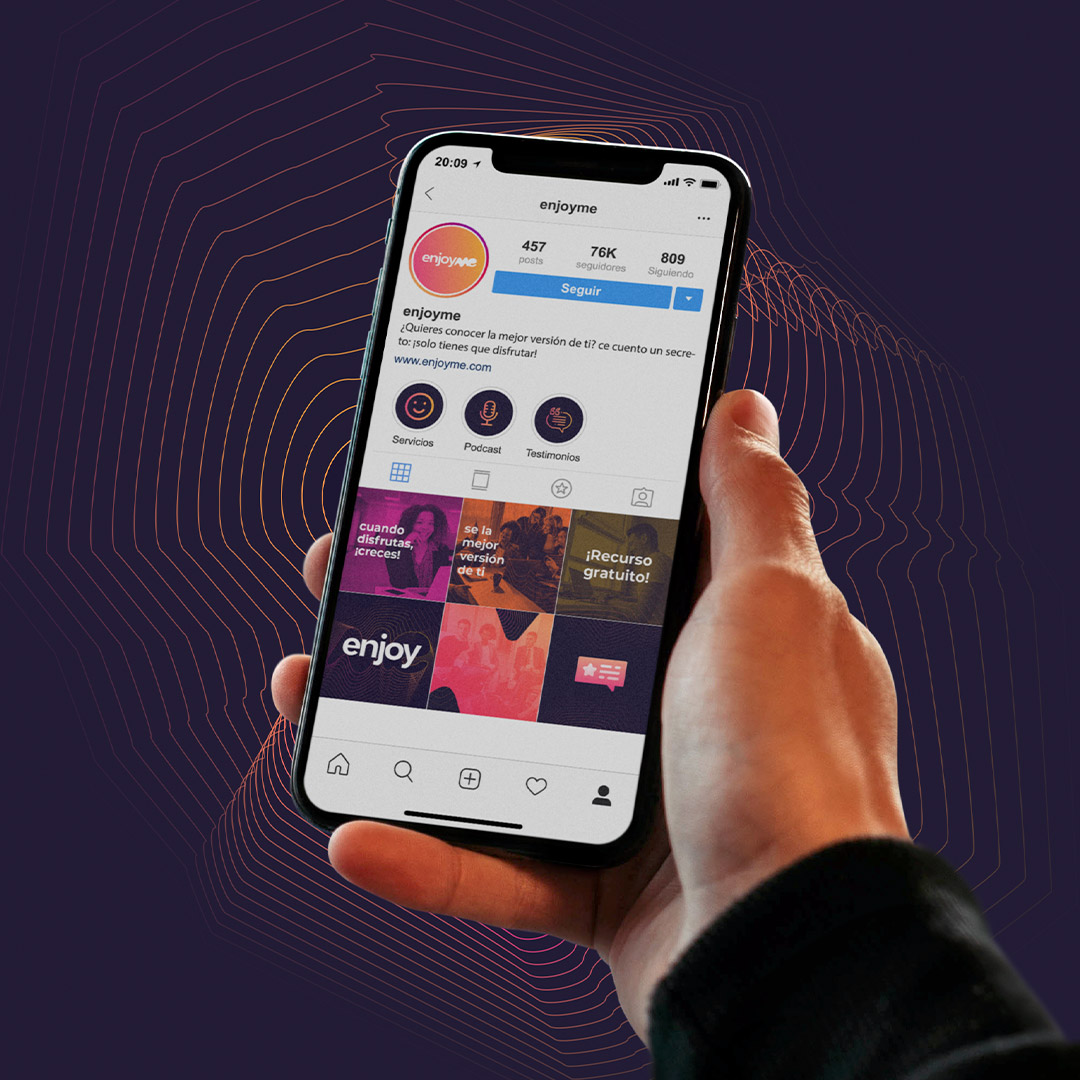 20:09
enjoyme
enjoyme
457
posts
76K
seguidores
809
Siguiendo
Seguir
enjoyme
¿Quieres conocer la mejor versión de ti? ce cuento un secre-
to: ¡solo tienes que disfrutar!
www.enjoyme.com
Servicios
Podcast
Testimonios
cuando
disfrutas,
¡creces!
se la
mejor
versión
de ti
¡Recurso
gratuito!
enjoy